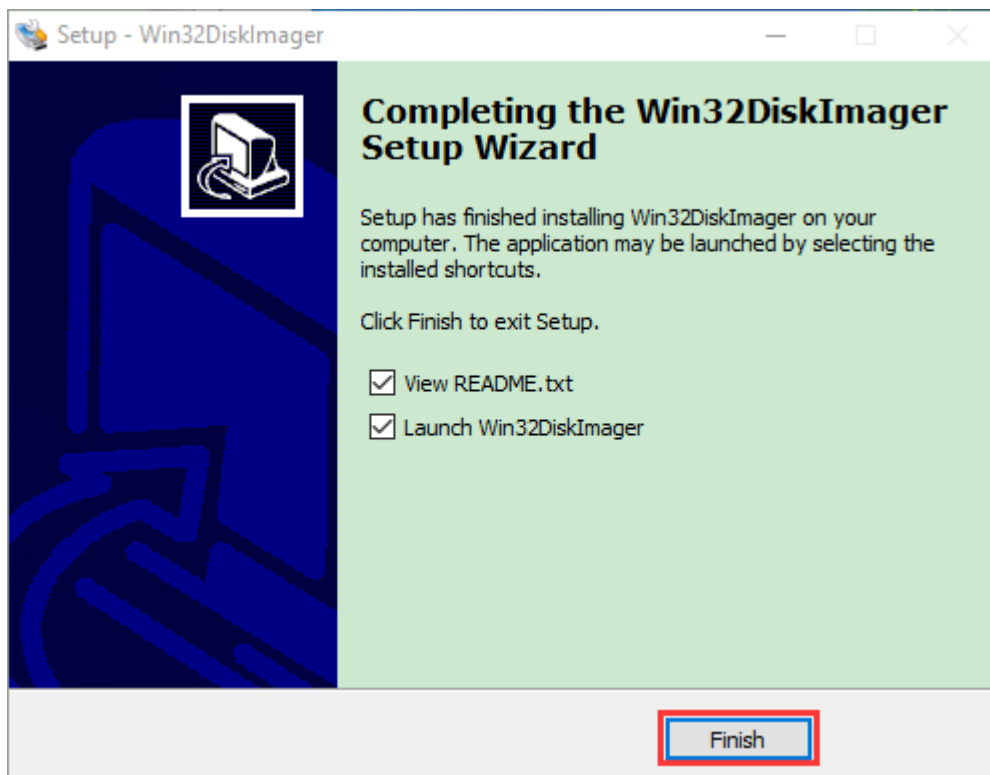 Setup - Win32DiskImager
Completing the Win32DiskImager
Setup Wizard
Setup has finished installing Win32DiskImager on your
computer. The application may be launched by selecting the
installed shortcuts.
Click Finish to exit Setup.
View README.txt
Launch Win32DiskImager
Finish